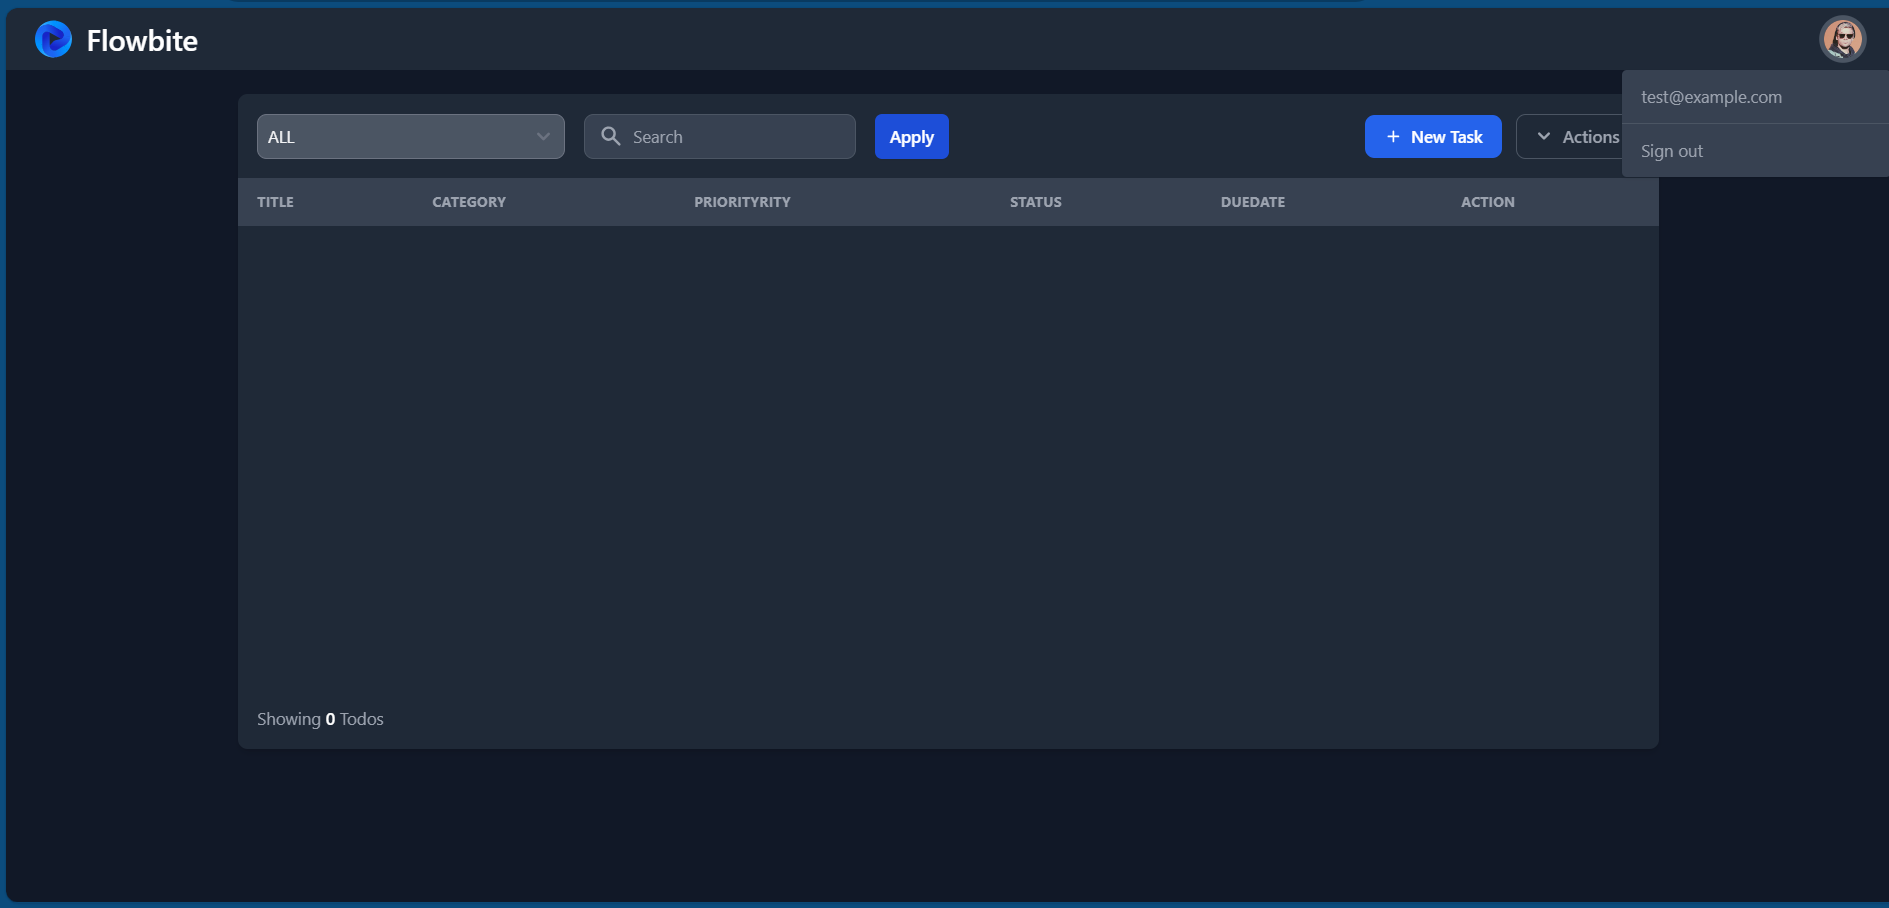 Flowbite
test@example.com
Sign out
ALL
Search
Apply
+ New Task
Actions
TITLE CATEGORY PRIORITYRITY STATUS DUEDATE ACTION
Showing 0 Todos